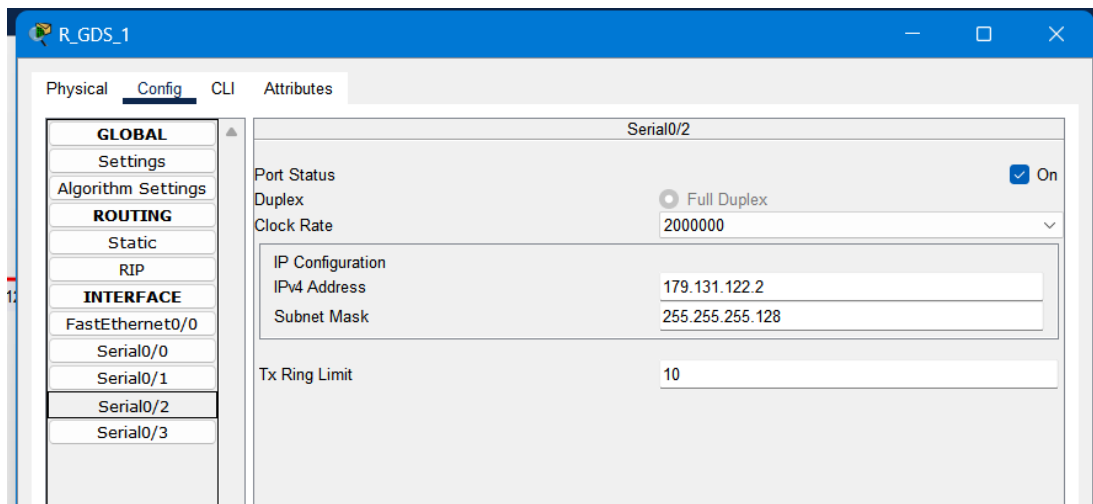 R_GDS_1
Physical Config CLI Attributes
GLOBAL
Settings
Algorithm Settings
ROUTING
Static
RIP
INTERFACE
FastEthernet0/0
Serial0/0
Serial0/1
Serial0/2
Serial0/3
Serial0/2
Port Status On
Duplex Full Duplex
Clock Rate 2000000
IP Configuration
IPv4 Address 179.131.122.2
Subnet Mask 255.255.255.128
Tx Ring Limit 10